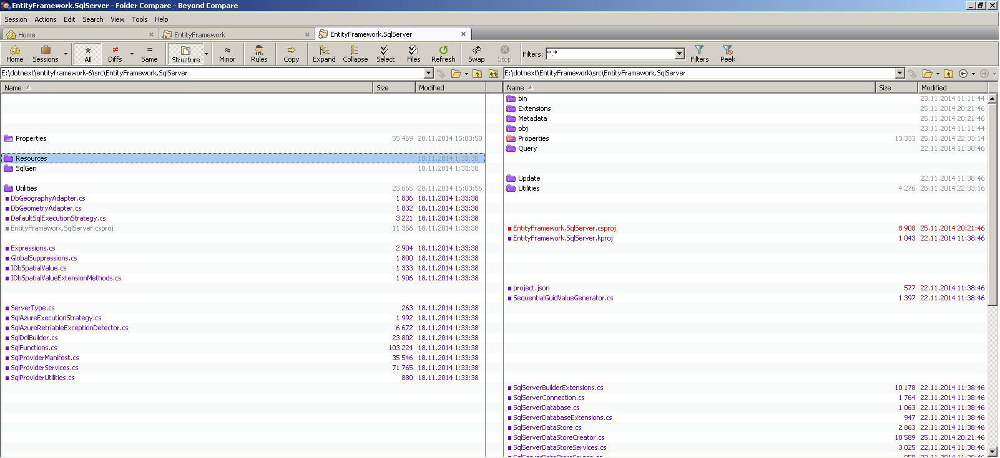 EntityFramework.SqlServer - Folder Compare - Beyond Compare
Session Actions Edit Search View Tools Help
Home EntityFramework EntityFramework.SqlServer
* ≠ = ≈
Home Sessions All Diffs Same Structure Minor Rules Copy Expand Collapse Select Files Refresh Swap Stop Filters: *.* Filters Peek
E:\dotnext\entityframework-6\src\EntityFramework.SqlServer E:\dotnext\EntityFramework\src\EntityFramework.SqlServer
Name Size Modified Name Size Modified
bin 23.11.2014 11:11:44
Extensions 25.11.2014 20:21:46
Metadata 25.11.2014 20:21:46
obj 23.11.2014 11:11:44
Properties 55 469 28.11.2014 15:03:50 Properties 13 333 25.11.2014 22:33:14
Query 22.11.2014 11:38:46
Resources 18.11.2014 1:33:38
SqlGen 18.11.2014 1:33:38
Update 22.11.2014 11:38:46
Utilities 23 665 28.11.2014 15:03:56 Utilities 4 276 25.11.2014 22:33:16
DbGeographyAdapter.cs 1 836 18.11.2014 1:33:38
DbGeometryAdapter.cs 1 832 18.11.2014 1:33:38
DefaultSqlExecutionStrategy.cs 3 221 18.11.2014 1:33:38
EntityFramework.SqlServer.csproj 11 356 18.11.2014 1:33:38 EntityFramework.SqlServer.csproj 8 908 25.11.2014 20:21:46
EntityFramework.SqlServer.kproj 1 043 22.11.2014 11:38:46
Expressions.cs 2 904 18.11.2014 1:33:38
GlobalSuppressions.cs 1 800 18.11.2014 1:33:38
IDbSpatialValue.cs 1 333 18.11.2014 1:33:38
IDbSpatialValueExtensionMethods.cs 1 906 18.11.2014 1:33:38
project.json 577 22.11.2014 11:38:46
SequentialGuidValueGenerator.cs 1 397 22.11.2014 11:38:46
ServerType.cs 263 18.11.2014 1:33:38
SqlAzureExecutionStrategy.cs 1 992 18.11.2014 1:33:38
SqlAzureRetriableExceptionDetector.cs 6 672 18.11.2014 1:33:38
SqlDdlBuilder.cs 23 802 18.11.2014 1:33:38
SqlFunctions.cs 103 224 18.11.2014 1:33:38
SqlProviderManifest.cs 35 546 18.11.2014 1:33:38
SqlProviderServices.cs 71 765 18.11.2014 1:33:38
SqlProviderUtilities.cs 880 18.11.2014 1:33:38
SqlServerBuilderExtensions.cs 10 178 22.11.2014 11:38:46
SqlServerConnection.cs 1 764 22.11.2014 11:38:46
SqlServerDatabase.cs 1 063 22.11.2014 11:38:46
SqlServerDatabaseExtensions.cs 947 22.11.2014 11:38:46
SqlServerDataStore.cs 2 863 22.11.2014 11:38:46
SqlServerDataStoreCreator.cs 10 589 25.11.2014 20:21:46
SqlServerDataStoreServices.cs 3 025 22.11.2014 11:38:46